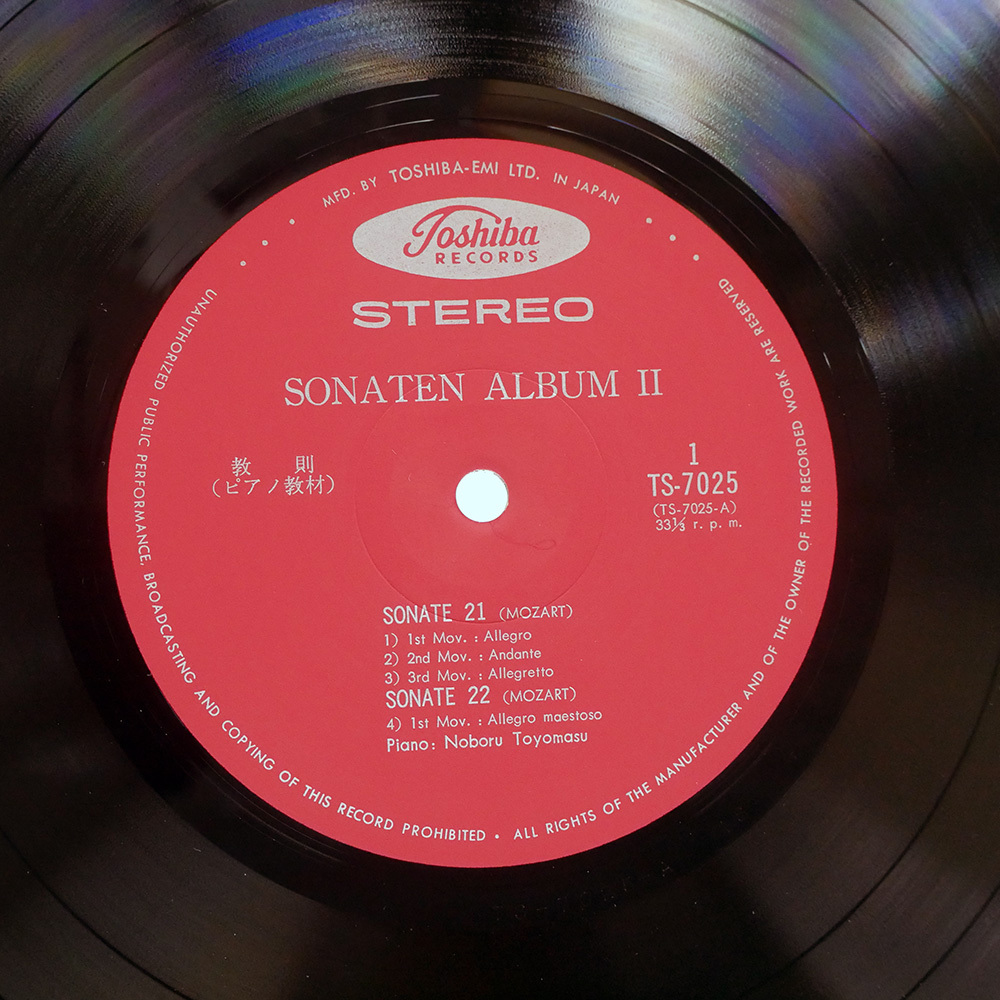 MFD. BY TOSHIBA-EMI LTD. IN JAPAN
Toshiba
RECORDS
STEREO
SONATEN ALBUM II
教 則
(ピアノ教材)
1
TS-7025
(TS-7025-A)
33⅓ r. p. m.
SONATE 21 (MOZART)
1) 1st Mov. : Allegro
2) 2nd Mov. : Andante
3) 3rd Mov. : Allegretto
SONATE 22 (MOZART)
4) 1st Mov. : Allegro maestoso
Piano: Noboru Toyomasu
UNAUTHORIZED PUBLIC PERFORMANCE, BROADCASTING AND COPYING OF THIS RECORD PROHIBITED • ALL RIGHTS OF THE MANUFACTURER AND OF THE OWNER OF THE RECORDED WORK ARE RESERVED